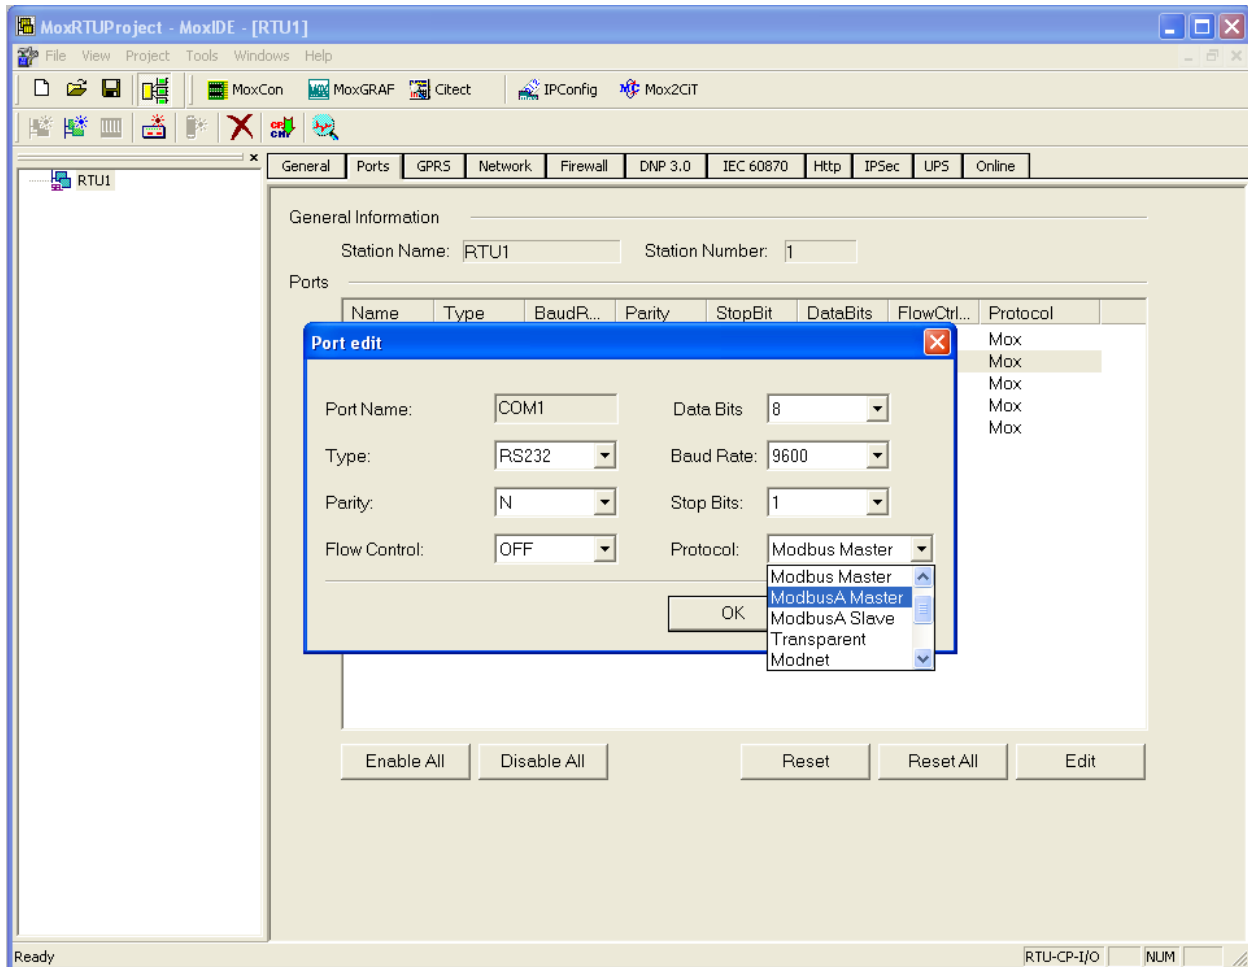 MoxRTUProject - MoxIDE - [RTU1]
File View Project Tools Windows Help
MoxCon MoxGRAF Citect IPConfig Mox2CiT
RTU1
General Ports GPRS Network Firewall DNP 3.0 IEC 60870 Http IPSec UPS Online
General Information
Station Name: RTU1 Station Number: 1
Ports
Name Type BaudR... Parity StopBit DataBits FlowCtrl... Protocol
Port edit
Mox
Mox
Mox
Mox
Mox
Port Name: COM1 Data Bits 8
Type: RS232 Baud Rate: 9600
Parity: N Stop Bits: 1
Flow Control: OFF Protocol: Modbus Master
Modbus Master
ModbusA Master
ModbusA Slave
Transparent
Modnet
OK
Enable All Disable All Reset Reset All Edit
Ready RTU-CP-I/O NUM